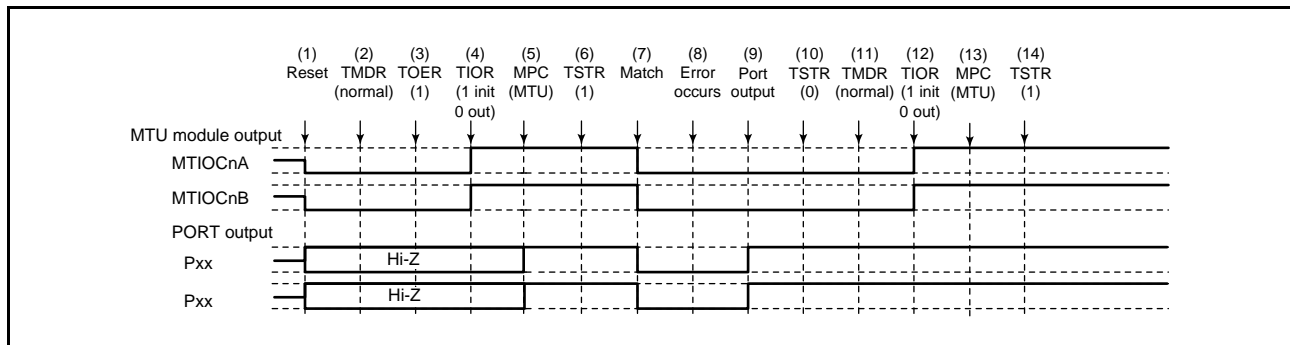 (1) (2) (3) (4) (5) (6) (7) (8) (9) (10) (11) (12) (13) (14)
Reset TMDR TOER TIOR MPC TSTR Match Error Port TSTR TMDR TIOR MPC TSTR
(normal) (1) (1 init (MTU) (1) occurs output (0) (normal) (1 init (MTU) (1)
0 out) 0 out)
MTU module output
MTIOCnA
MTIOCnB
PORT output
Pxx Hi-Z
Pxx Hi-Z